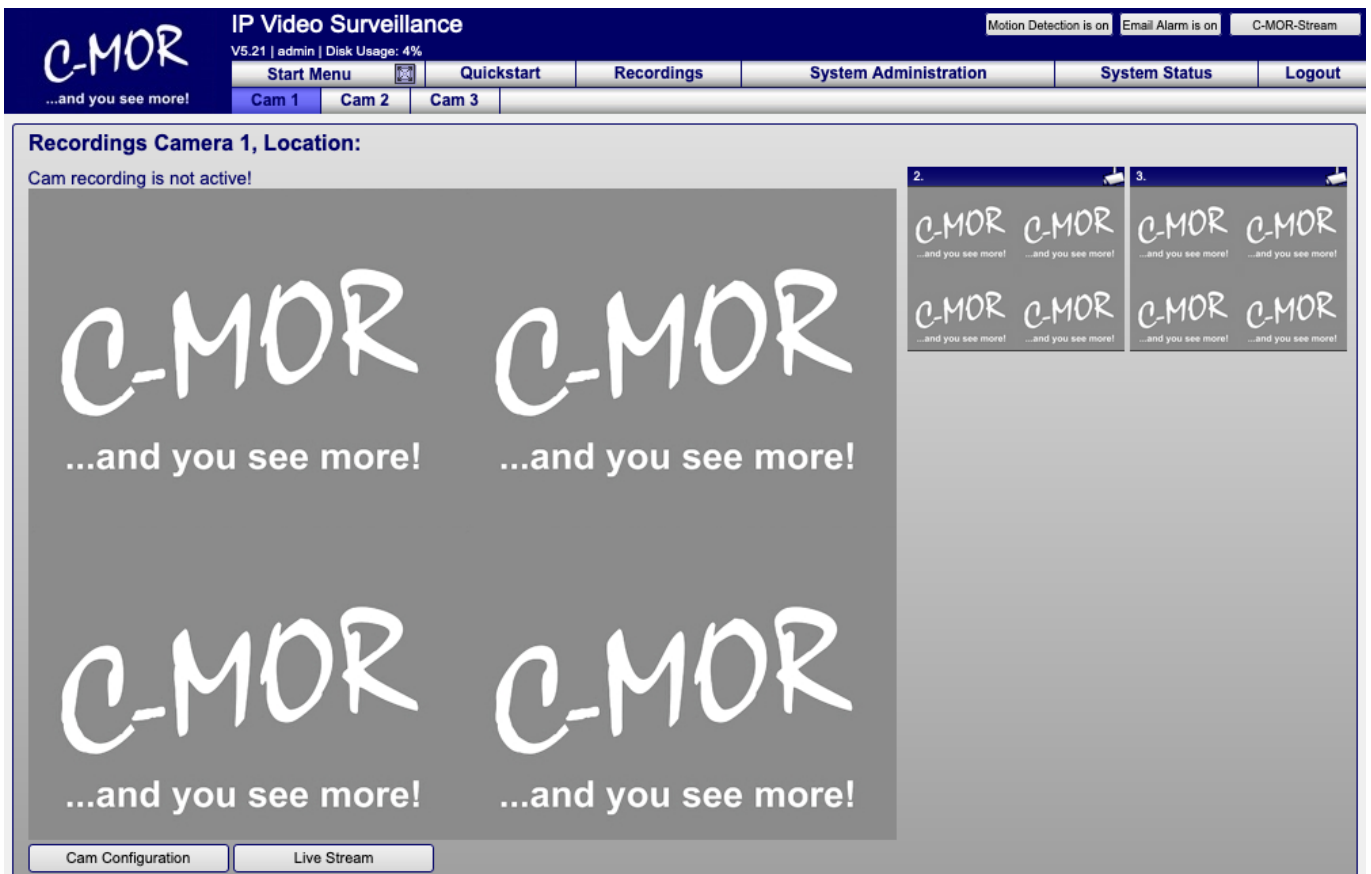 C-MOR
...and you see more!
IP Video Surveillance
V5.21 | admin | Disk Usage: 4%
Motion Detection is on Email Alarm is on C-MOR-Stream
Start Menu Quickstart Recordings System Administration System Status Logout
Cam 1 Cam 2 Cam 3
Recordings Camera 1, Location:
Cam recording is not active!
C-MOR C-MOR
...and you see more! ...and you see more!
C-MOR C-MOR
...and you see more! ...and you see more!
2. 3.
C-MOR C-MOR C-MOR C-MOR
...and you see more! ...and you see more! ...and you see more! ...and you see more!
C-MOR C-MOR C-MOR C-MOR
...and you see more! ...and you see more! ...and you see more! ...and you see more!
Cam Configuration Live Stream